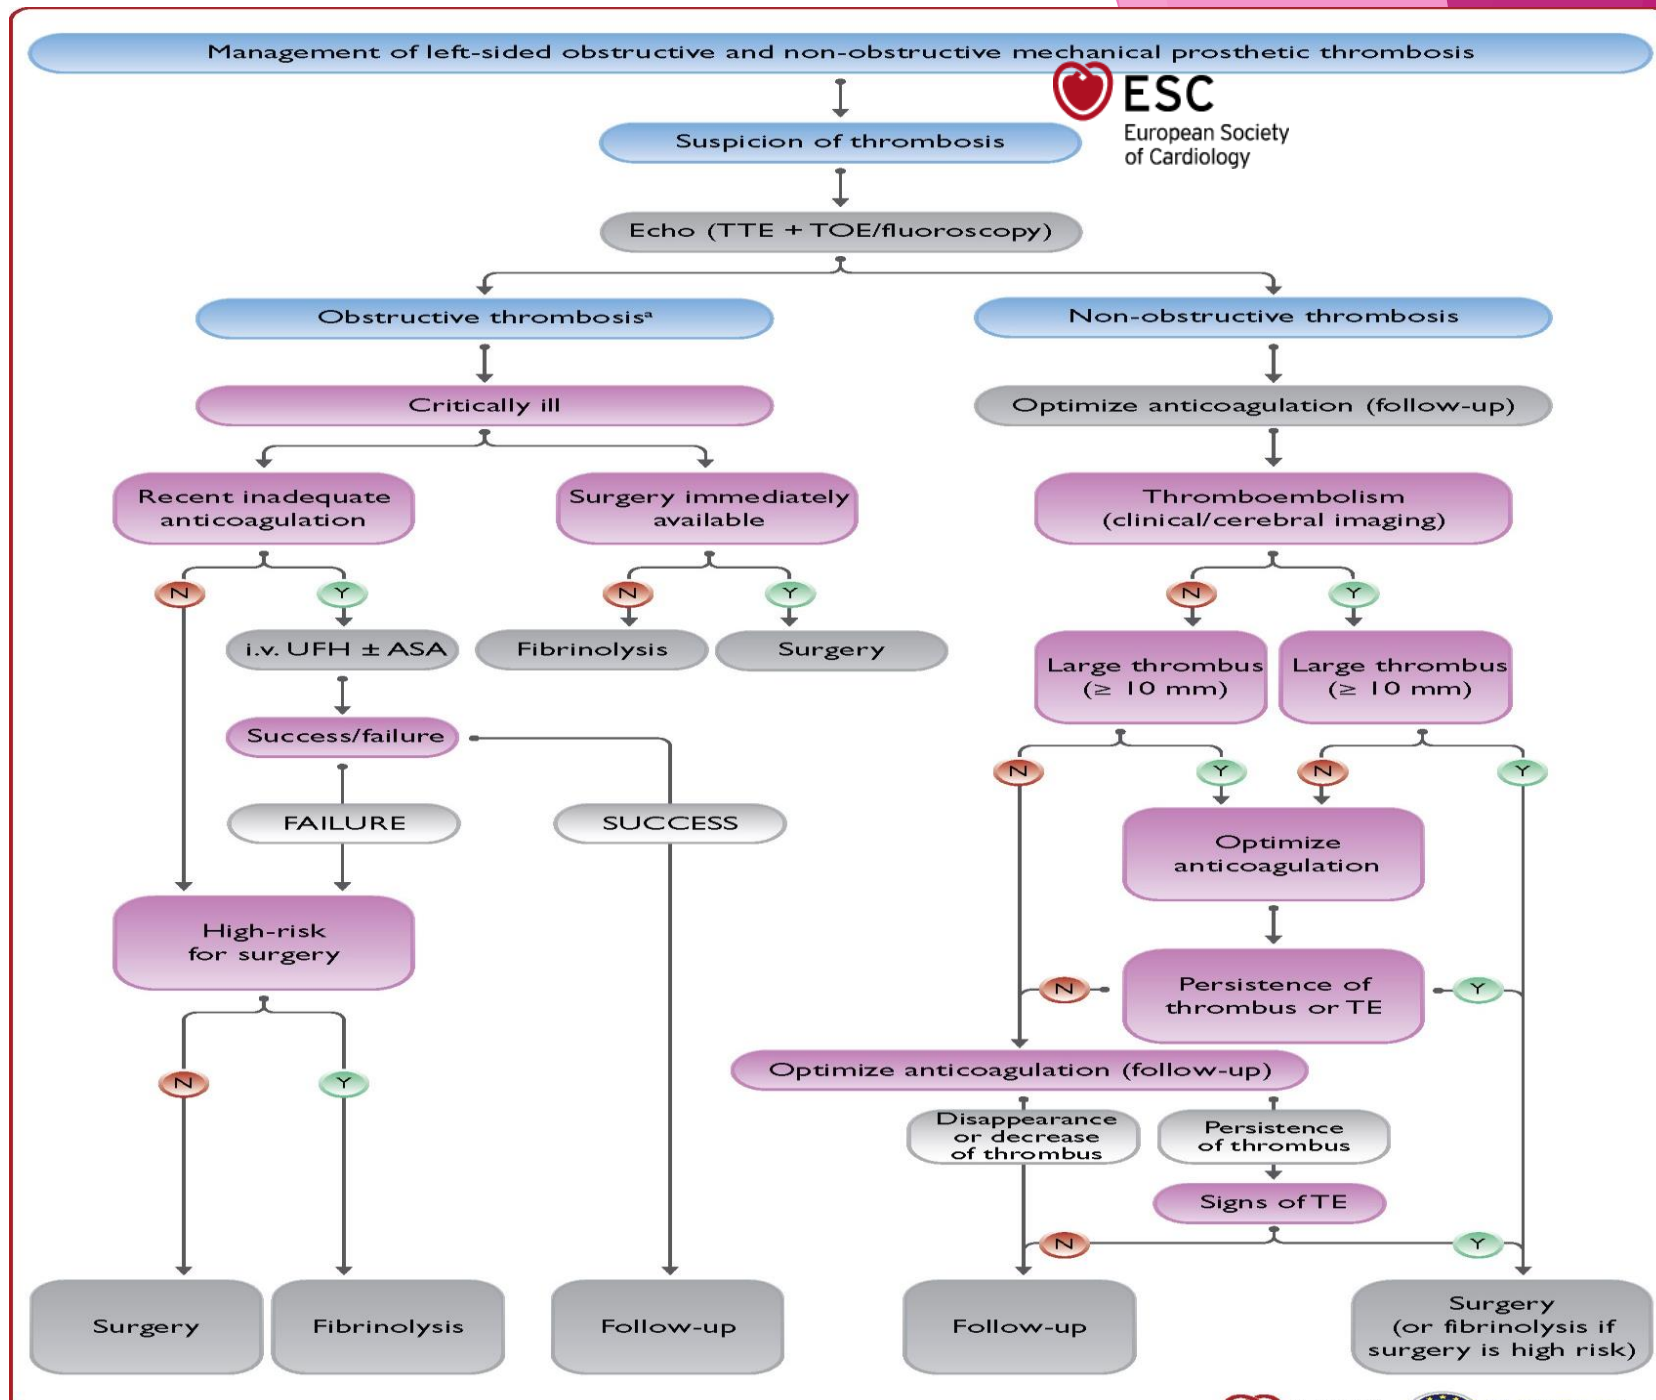 Management of left-sided obstructive and non-obstructive mechanical prosthetic thrombosis
ESC
European Society
of Cardiology
Suspicion of thrombosis
Echo (TTE + TOE/fluoroscopy)
Obstructive thrombosisᵃ
Non-obstructive thrombosis
Critically ill
Optimize anticoagulation (follow-up)
Recent inadequate
anticoagulation
Surgery immediately
available
Thromboembolism
(clinical/cerebral imaging)
N
Y
N
Y
N
Y
i.v. UFH ± ASA
Fibrinolysis
Surgery
Large thrombus
(≥ 10 mm)
Large thrombus
(≥ 10 mm)
Success/failure
N
Y
N
Y
FAILURE
SUCCESS
Optimize
anticoagulation
High-risk
for surgery
N
Persistence of
thrombus or TE
Y
Optimize anticoagulation (follow-up)
N
Y
Disappearance
or decrease
of thrombus
Persistence
of thrombus
Signs of TE
N
Y
Surgery
Fibrinolysis
Follow-up
Follow-up
Surgery
(or fibrinolysis if
surgery is high risk)